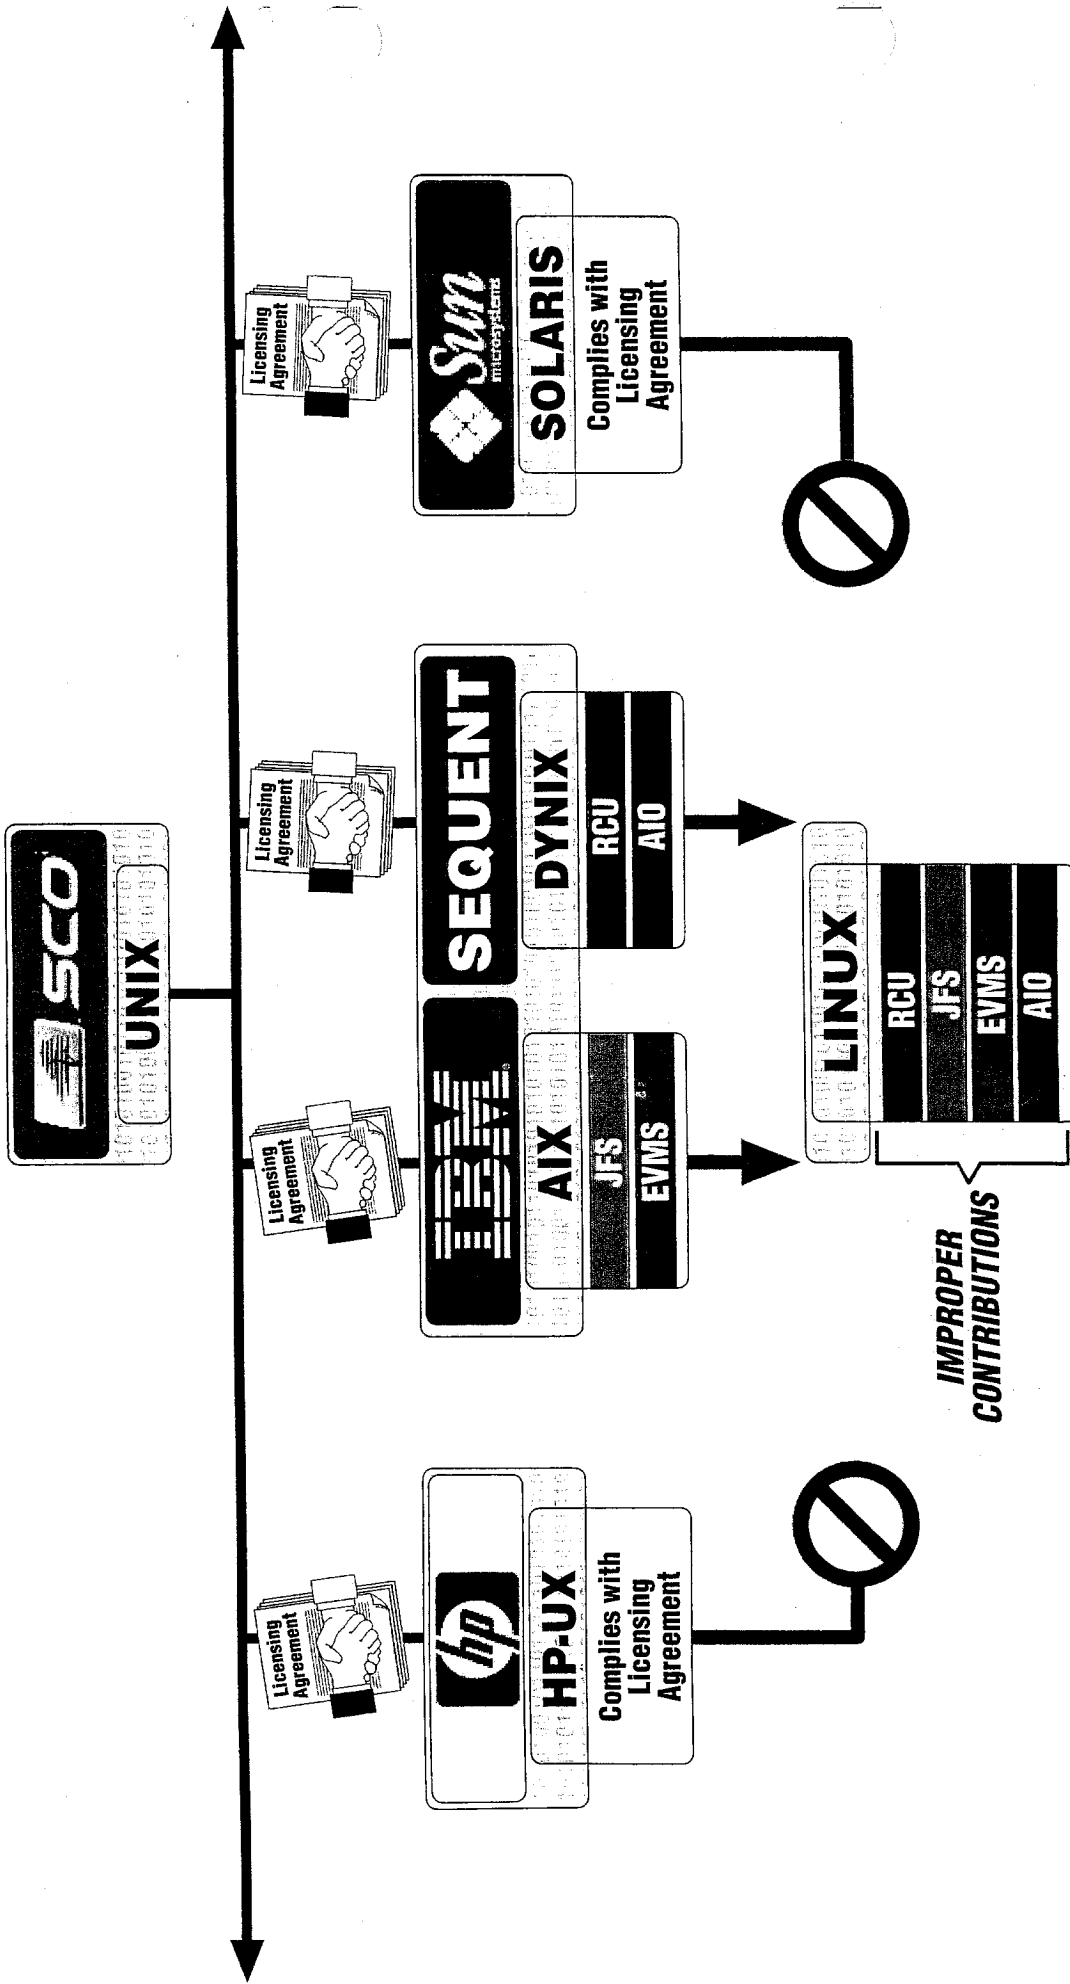 SCO
UNIX
Licensing
Agreement
Licensing
Agreement
Licensing
Agreement
Licensing
Agreement
hp
HP-UX
Complies with
Licensing
Agreement
IBM
AIX
JFS
EVMS
SEQUENT
DYNIX
RCU
AIO
Sun
microsystems
SOLARIS
Complies with
Licensing
Agreement
LINUX
RCU
JFS
EVMS
AIO
IMPROPER
CONTRIBUTIONS